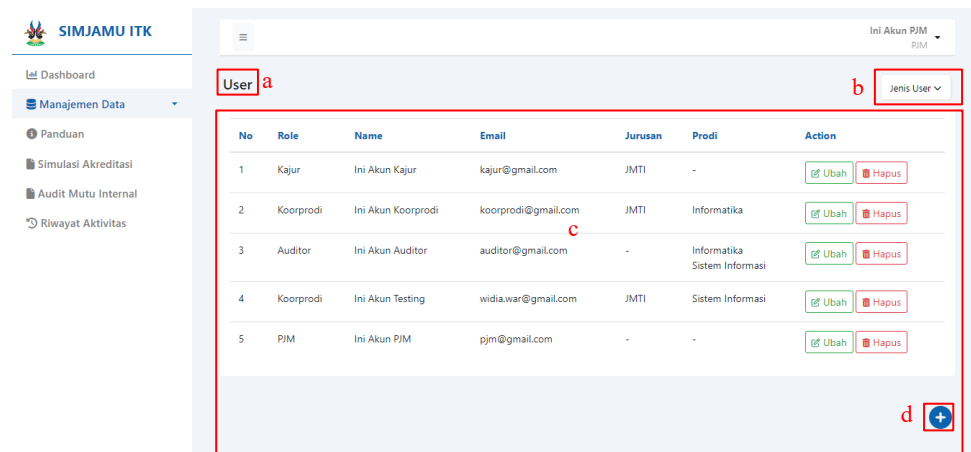 SIMJAMU ITK
Ini Akun PJM
PJM
Dashboard
Manajemen Data
Panduan
Simulasi Akreditasi
Audit Mutu Internal
Riwayat Aktivitas
User a
b Jenis User
No Role Name Email Jurusan Prodi Action
1 Kajur Ini Akun Kajur kajur@gmail.com JMTI - Ubah Hapus
2 Koorprodi Ini Akun Koorprodi koorprodi@gmail.com JMTI Informatika Ubah Hapus
c
3 Auditor Ini Akun Auditor auditor@gmail.com - Informatika Ubah Hapus
Sistem Informasi
4 Koorprodi Ini Akun Testing widia.war@gmail.com JMTI Sistem Informasi Ubah Hapus
5 PJM Ini Akun PJM pjm@gmail.com - - Ubah Hapus
d +